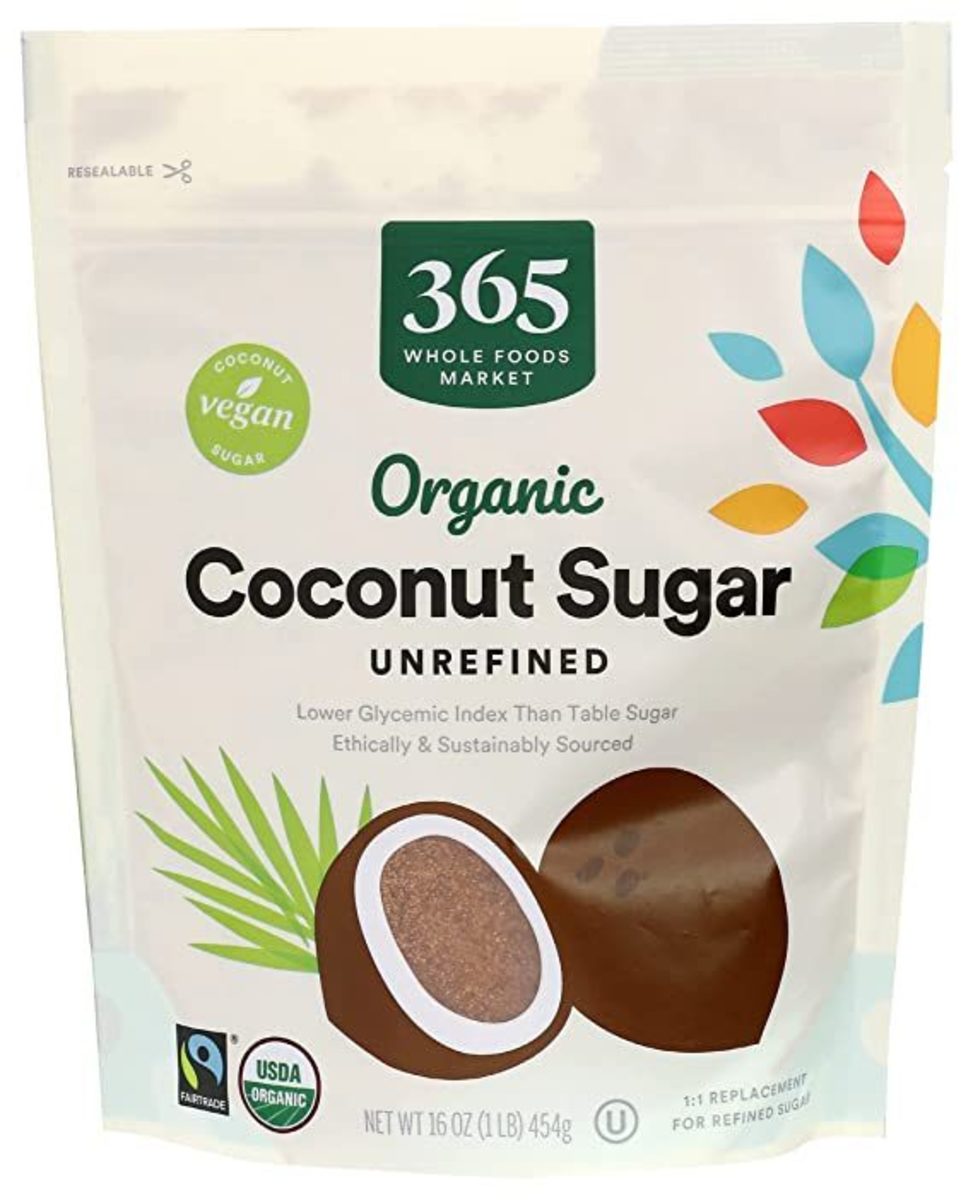 RESEALABLE
365
WHOLE FOODS
MARKET
COCONUT
vegan
SUGAR
Organic
Coconut Sugar
UNREFINED
Lower Glycemic Index Than Table Sugar
Ethically & Sustainably Sourced
FAIRTRADE
®
USDA
ORGANIC
NET WT 16 OZ (1 LB) 454g
U
1:1 REPLACEMENT
FOR REFINED SUGAR